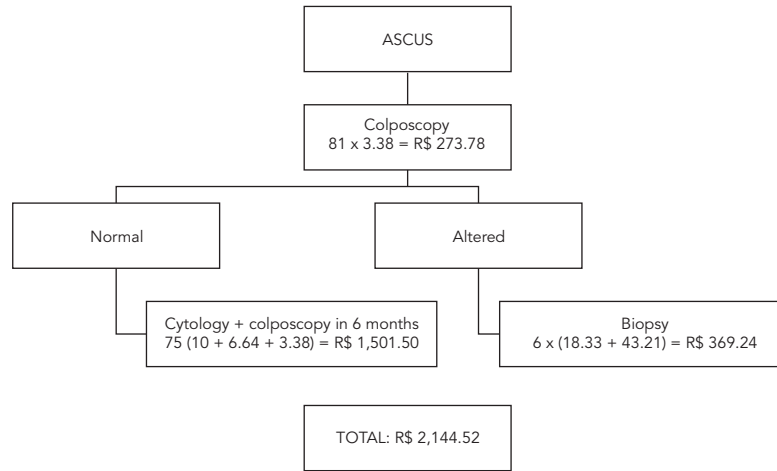 ASCUS
Colposcopy
81 x 3.38 = R$ 273.78
Normal
Altered
Cytology + colposcopy in 6 months
75 (10 + 6.64 + 3.38) = R$ 1,501.50
Biopsy
6 x (18.33 + 43.21) = R$ 369.24
TOTAL: R$ 2,144.52